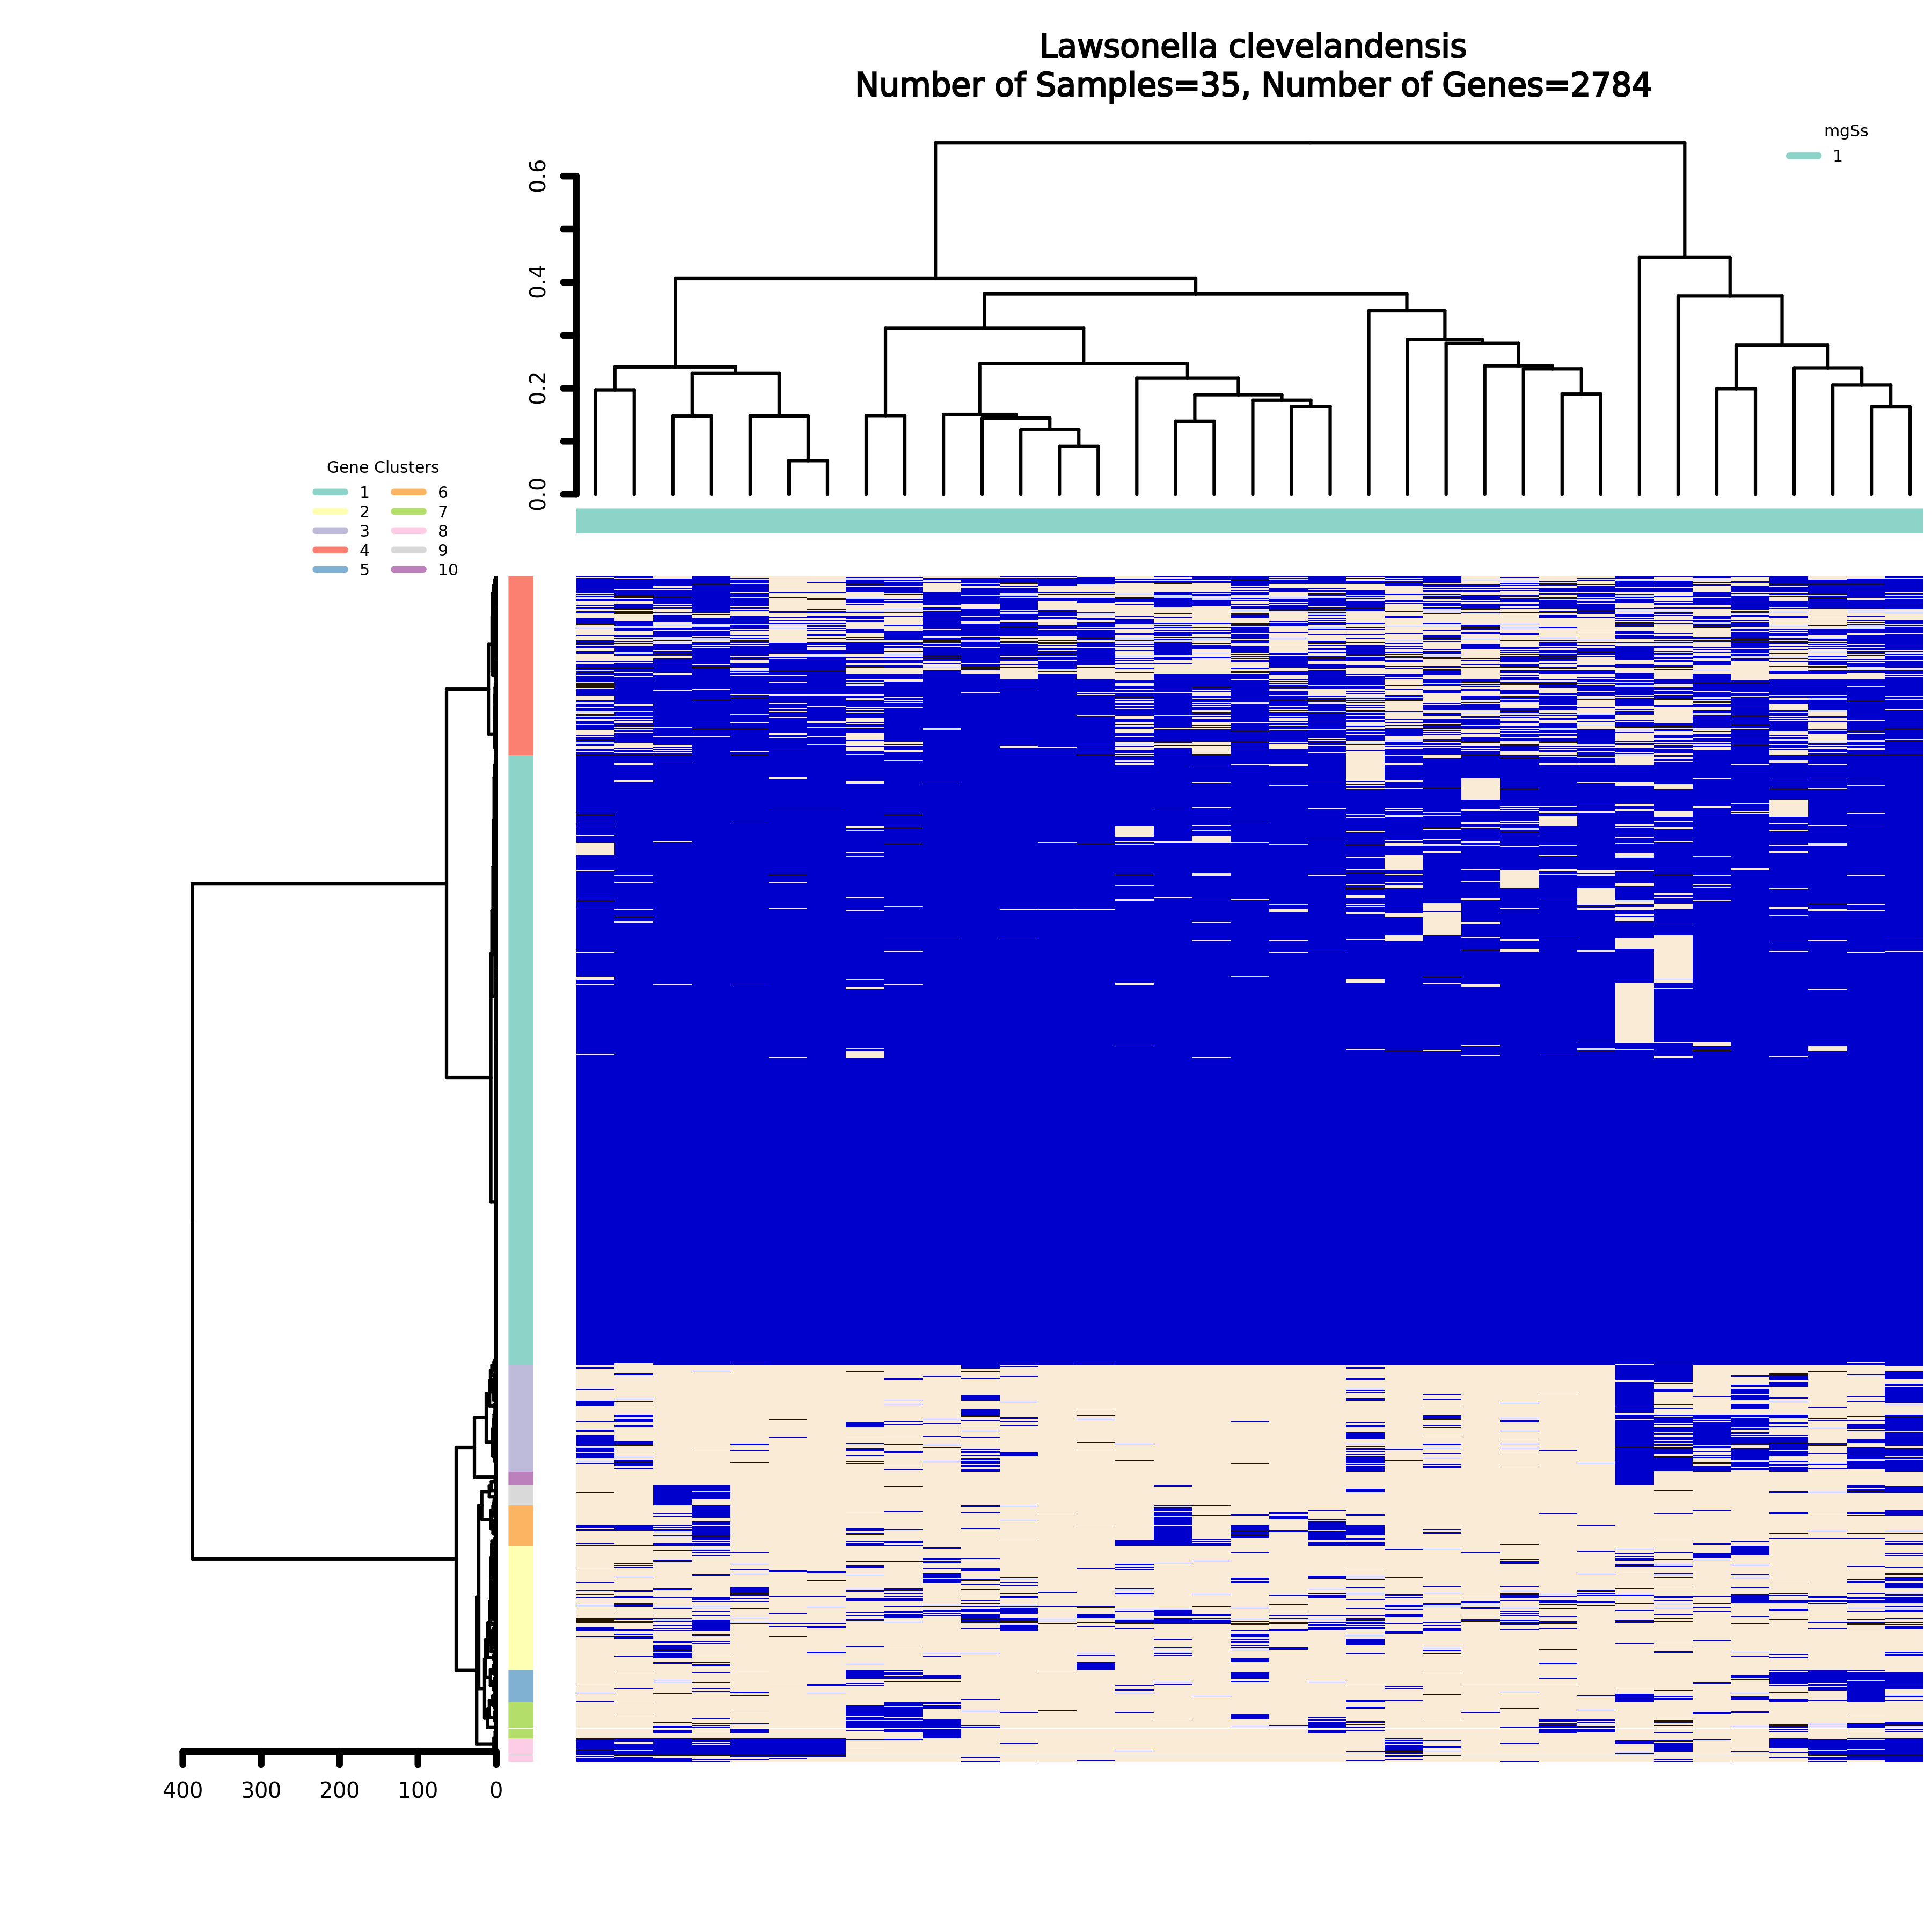 Lawsonella clevelandensis
Number of Samples=35, Number of Genes=2784
mgSs
1
0.6
0.4
0.2
0.0
Gene Clusters
1 6
2 7
3 8
4 9
5 10
400 300 200 100 0